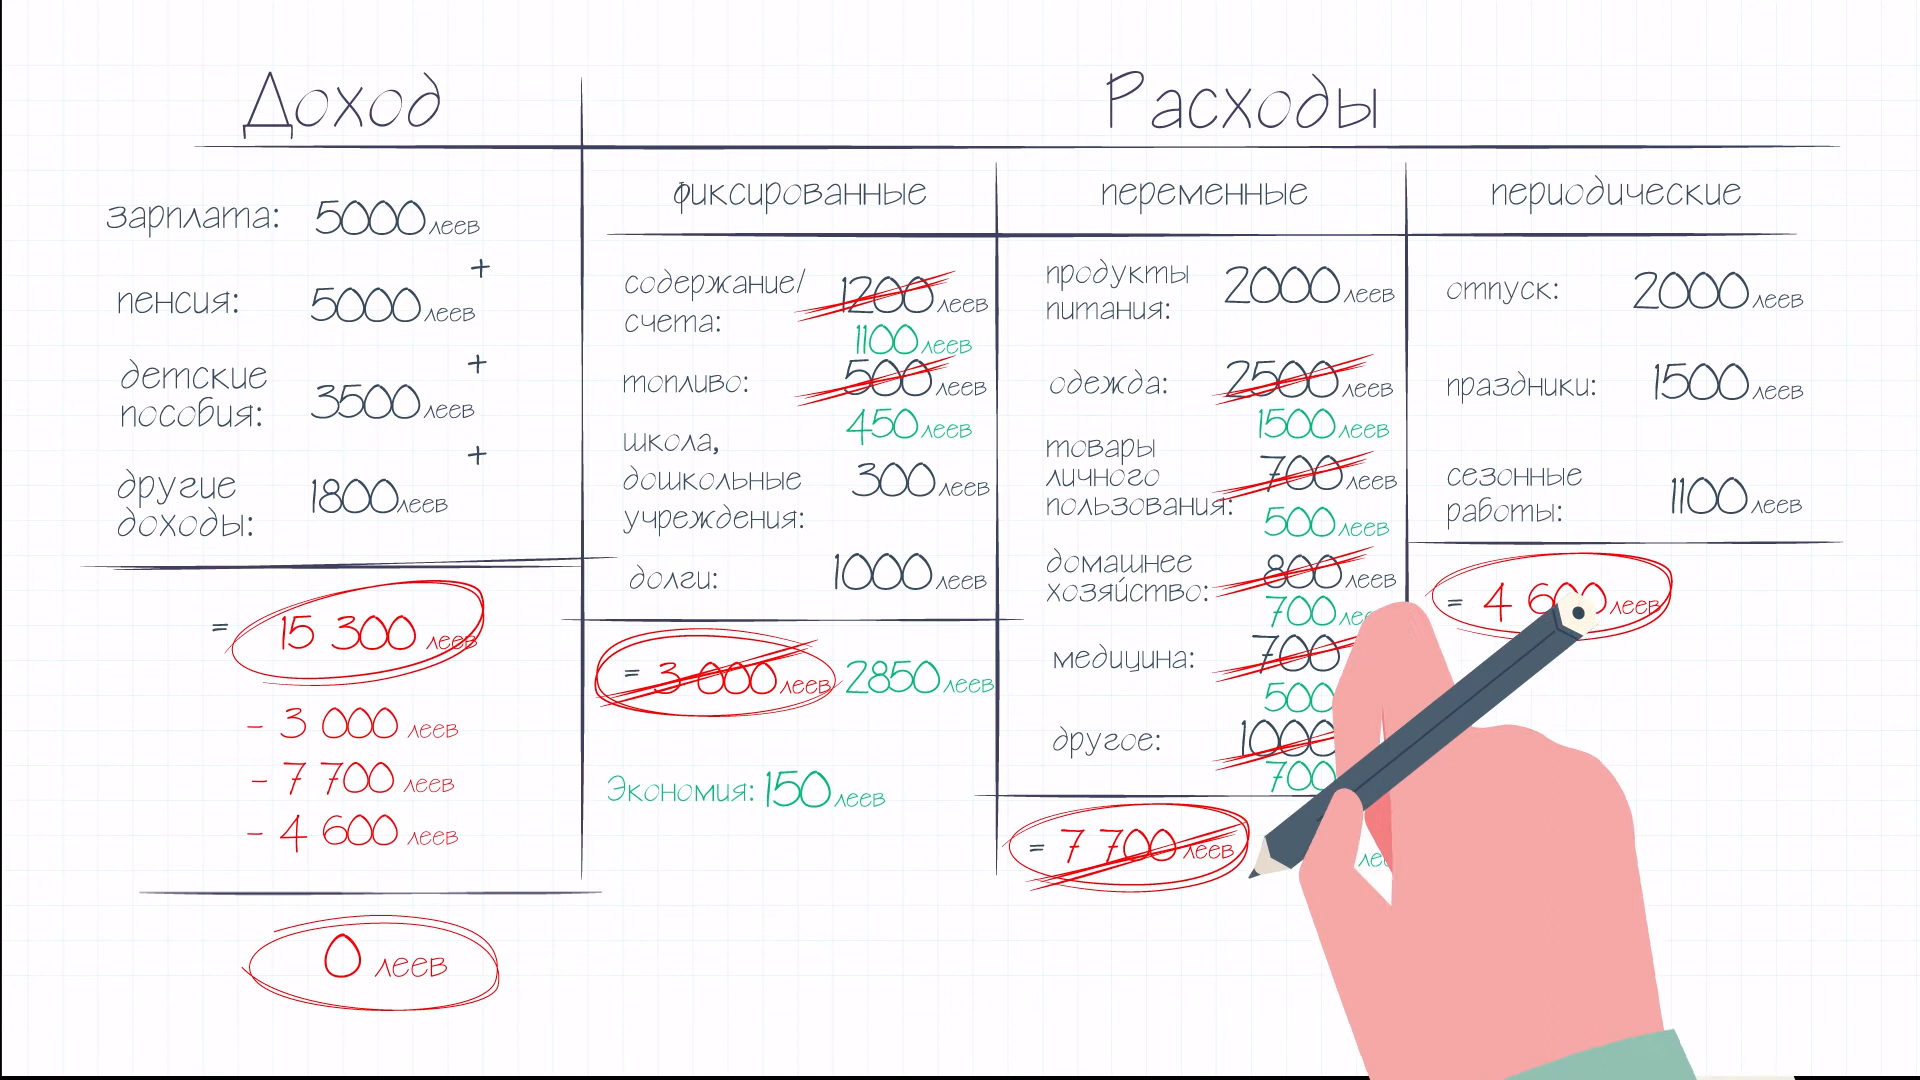 Доход
Расходы
зарплата: 5000 леев
+
пенсия: 5000 леев
+
детские
пособия: 3500 леев
+
другие
доходы: 1800 леев
= 15 300 леев
- 3 000 леев
- 7 700 леев
- 4 600 леев
0 леев
фиксированные
содержание/
счета: 1200 леев
1100 леев
топливо: 500 леев
450 леев
школа,
дошкольные 300 леев
учреждения:
долги: 1000 леев
= 3 000 леев 2850 леев
Экономия: 150 леев
переменные
продукты
питания: 2000 леев
одежда: 2500 леев
1500 леев
товары
личного 700 леев
пользования:
500 леев
домашнее
хозяйство: 800 леев
700 лее
медицина: 700
500
другое: 1000
700
= 7 700 леев
ле
периодические
отпуск: 2000 леев
праздники: 1500 леев
сезонные
работы: 1100 леев
= 4 600 леев